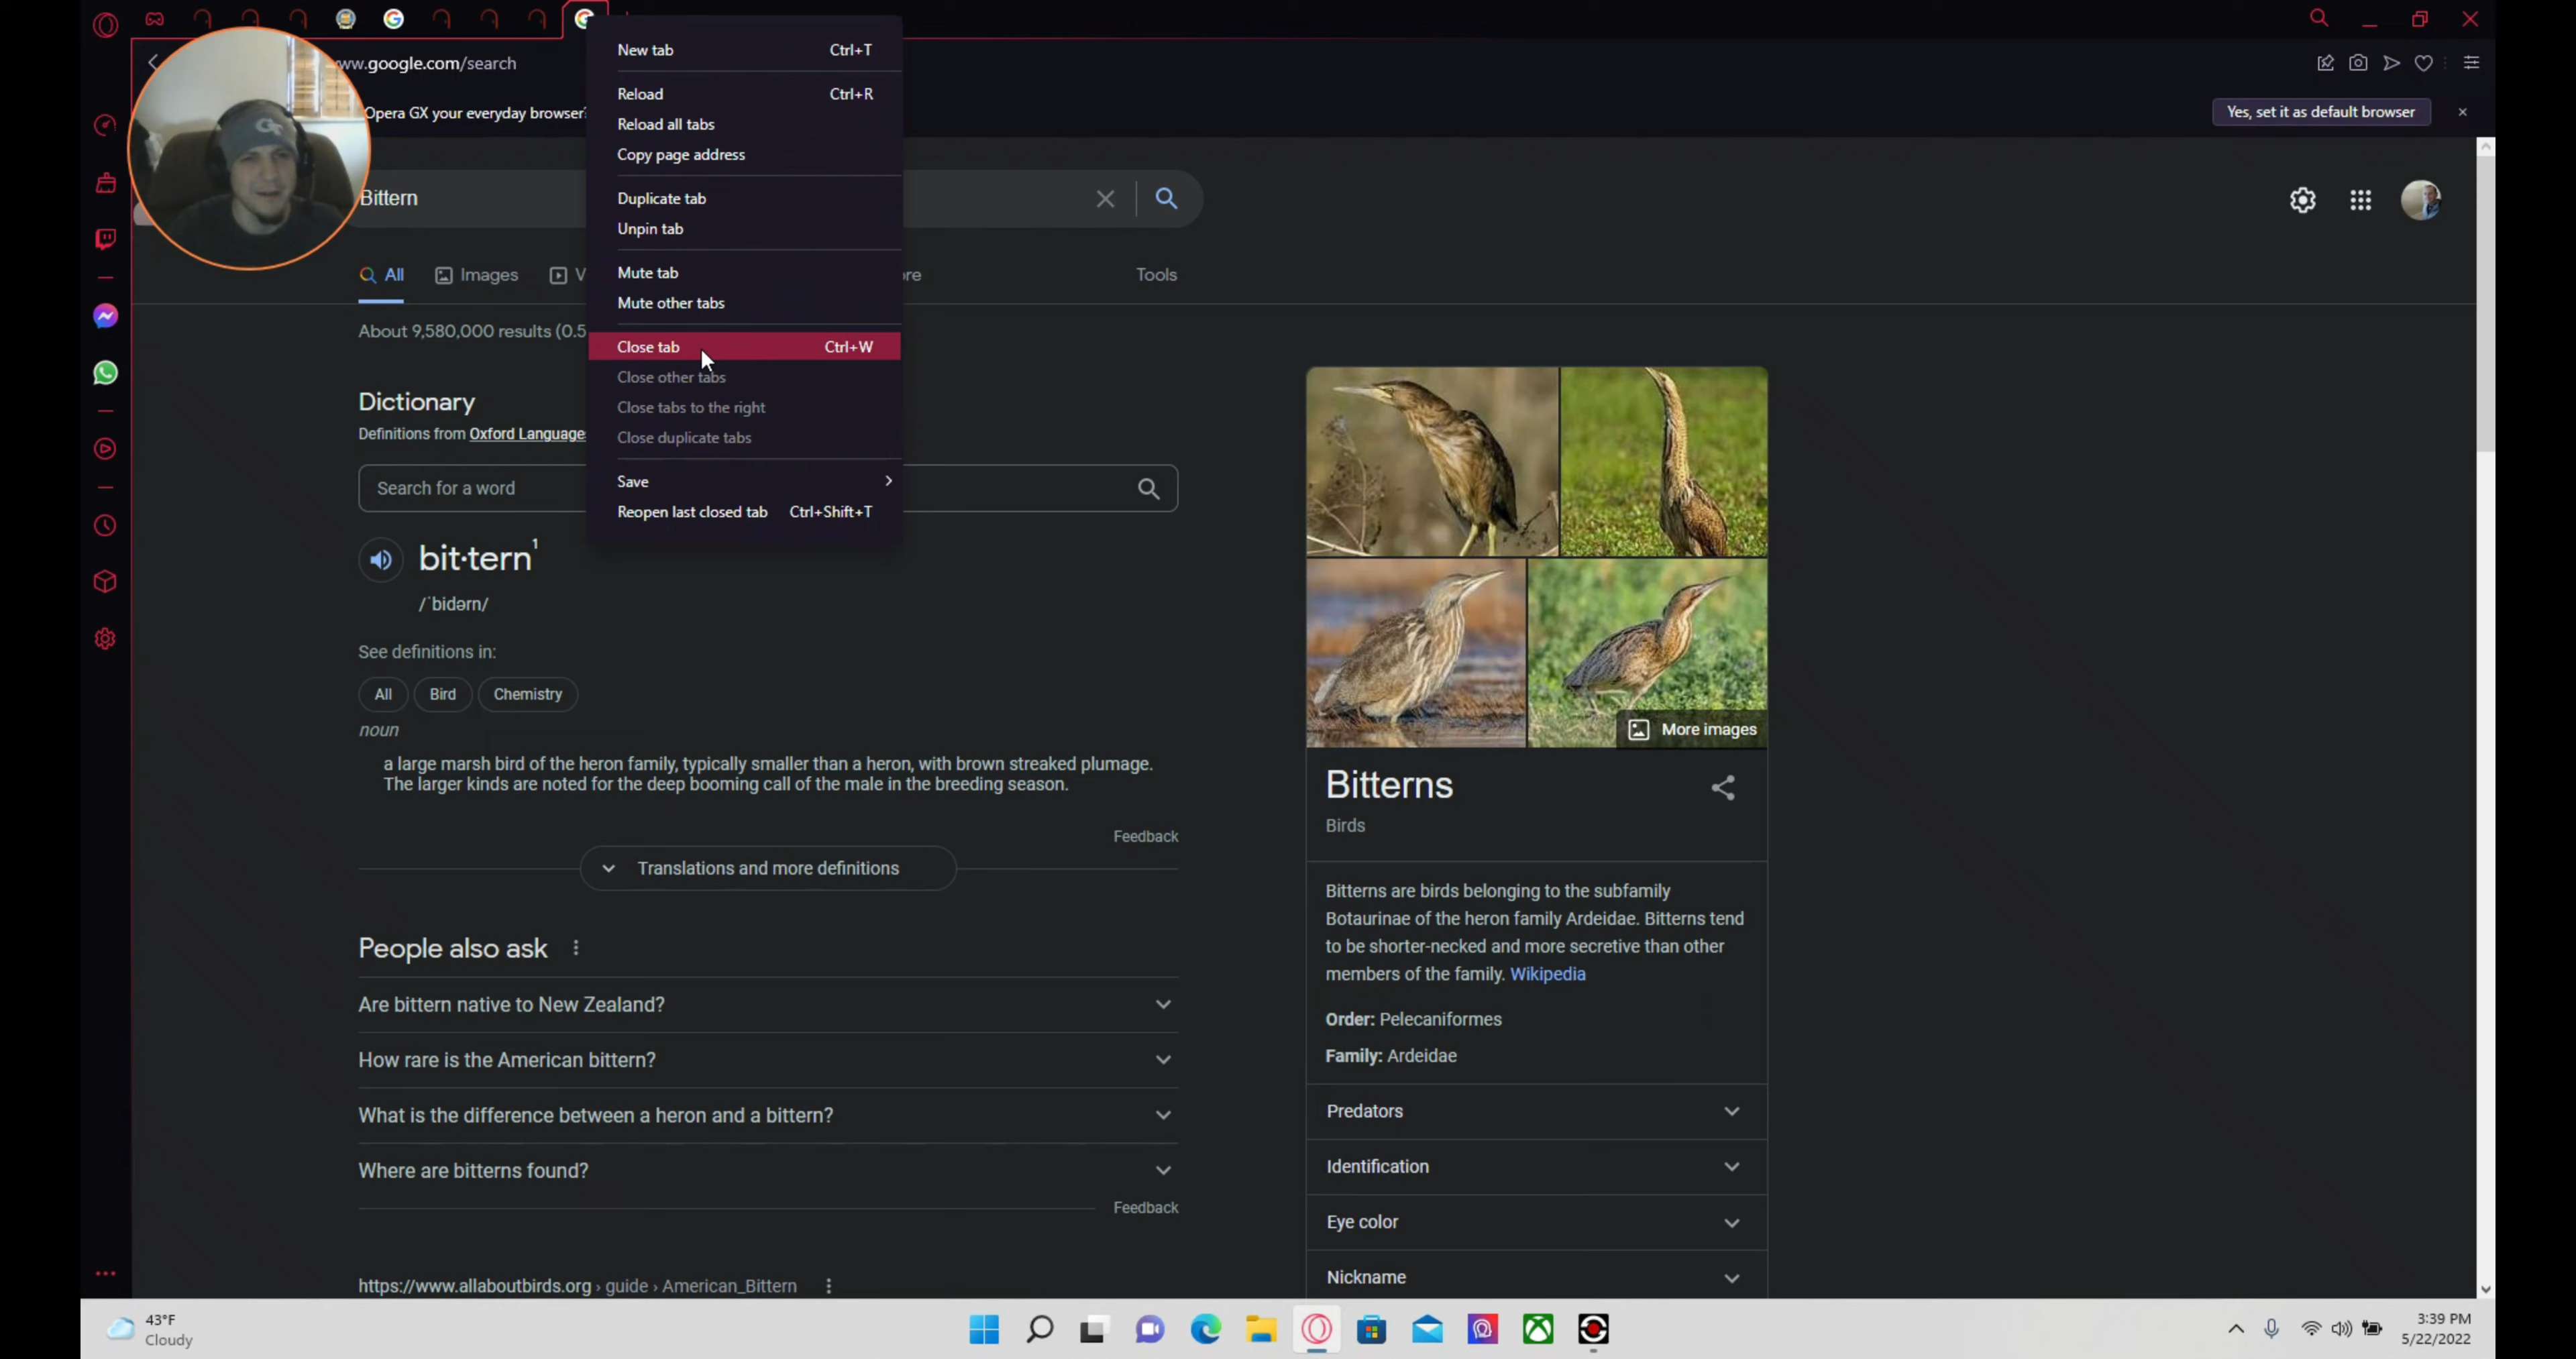 www.google.com/search
Opera GX your everyday browser?
Yes, set it as default browser
New tab Ctrl+T
Reload Ctrl+R
Reload all tabs
Copy page address
Duplicate tab
Unpin tab
Mute tab
Mute other tabs
Close tab Ctrl+W
Close other tabs
Close tabs to the right
Close duplicate tabs
Save
Reopen last closed tab Ctrl+Shift+T
GT
Bittern
All Images V ore Tools
About 9,580,000 results (0.5
Dictionary
Definitions from Oxford Languages
Search for a word
bit·tern¹
/ˈbidərn/
See definitions in:
All Bird Chemistry
noun
a large marsh bird of the heron family, typically smaller than a heron, with brown streaked plumage.
The larger kinds are noted for the deep booming call of the male in the breeding season.
Feedback
Translations and more definitions
People also ask
Are bittern native to New Zealand?
How rare is the American bittern?
What is the difference between a heron and a bittern?
Where are bitterns found?
Feedback
https://www.allaboutbirds.org › guide › American_Bittern
More images
Bitterns
Birds
Bitterns are birds belonging to the subfamily
Botaurinae of the heron family Ardeidae. Bitterns tend
to be shorter-necked and more secretive than other
members of the family. Wikipedia
Order: Pelecaniformes
Family: Ardeidae
Predators
Identification
Eye color
Nickname
43°F
Cloudy
3:39 PM
5/22/2022